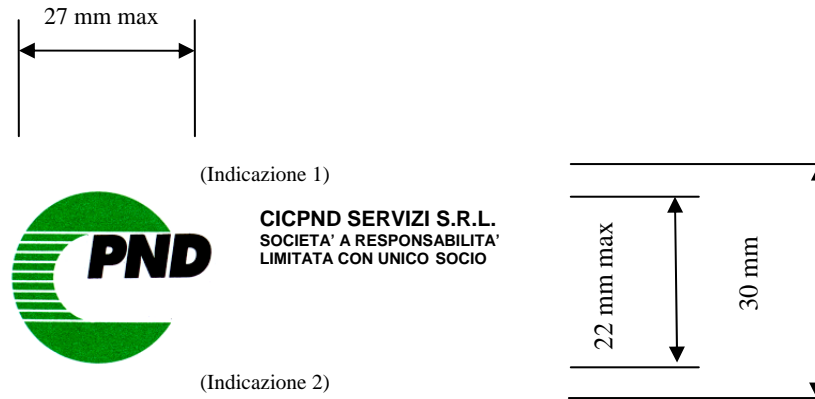 27 mm max
(Indicazione 1)
PND
CICPND SERVIZI S.R.L.
SOCIETA' A RESPONSABILITA'
LIMITATA CON UNICO SOCIO
22 mm max
30 mm
(Indicazione 2)